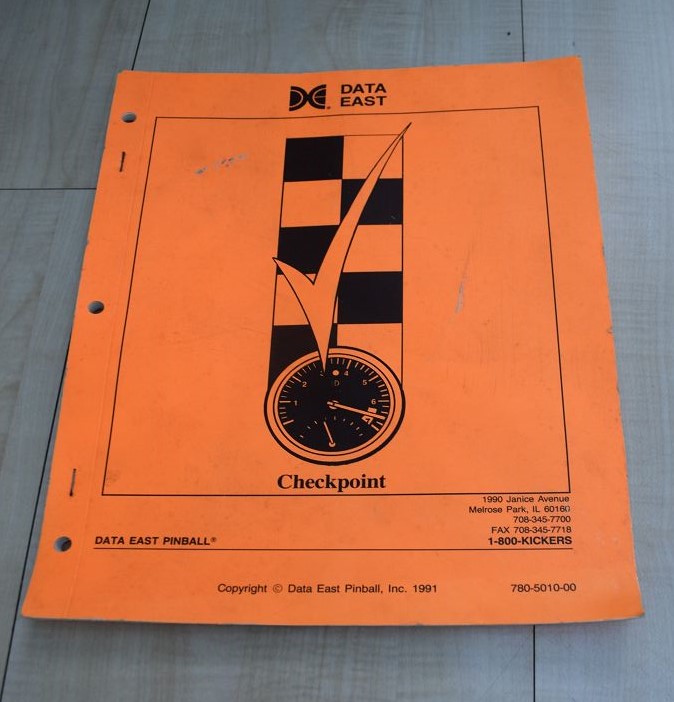 DATA
EAST
1
2
4
5
6
Checkpoint
1990 Janice Avenue
Melrose Park, IL 60160
708-345-7700
FAX 708-345-7718
DATA EAST PINBALL® 1-800-KICKERS
Copyright © Data East Pinball, Inc. 1991 780-5010-00